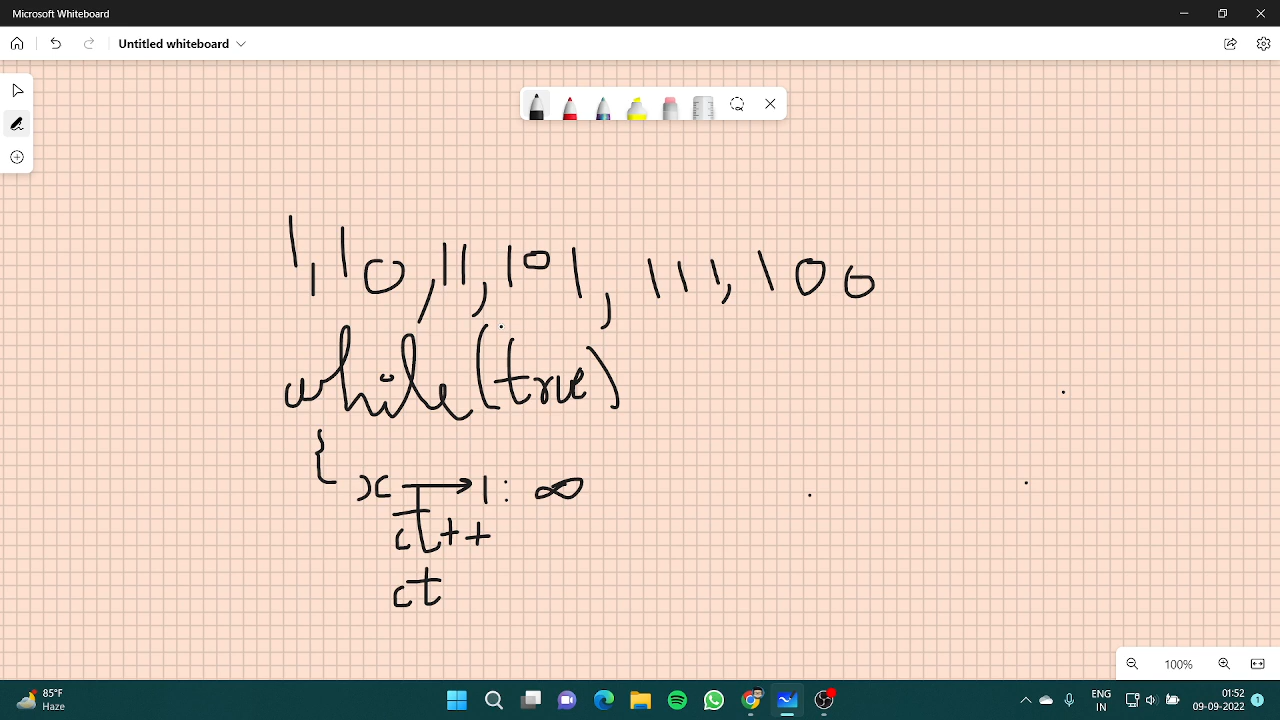 Microsoft Whiteboard
Untitled whiteboard
1, 10, 11, 101, 111, 100
while(true)
{
x → 1: ∞
ct++
ct
100%
85°F
Haze
ENG
IN
01:52
09-09-2022
1